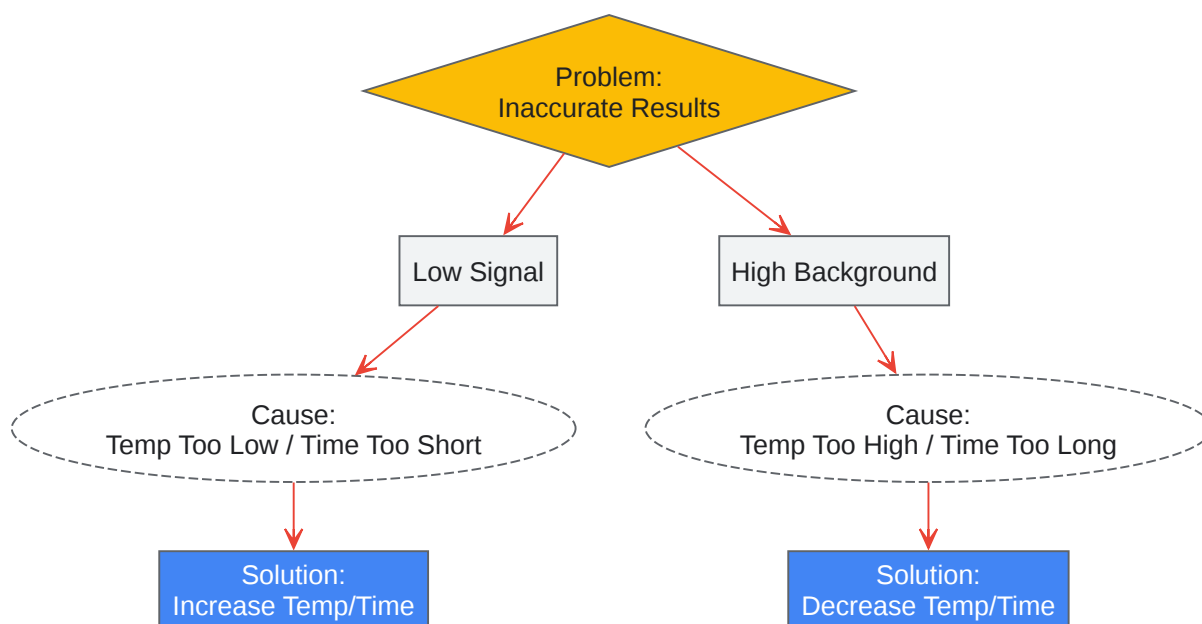 Problem:
Inaccurate Results
Low Signal
High Background
Cause:
Temp Too Low / Time Too Short
Cause:
Temp Too High / Time Too Long
Solution:
Increase Temp/Time
Solution:
Decrease Temp/Time